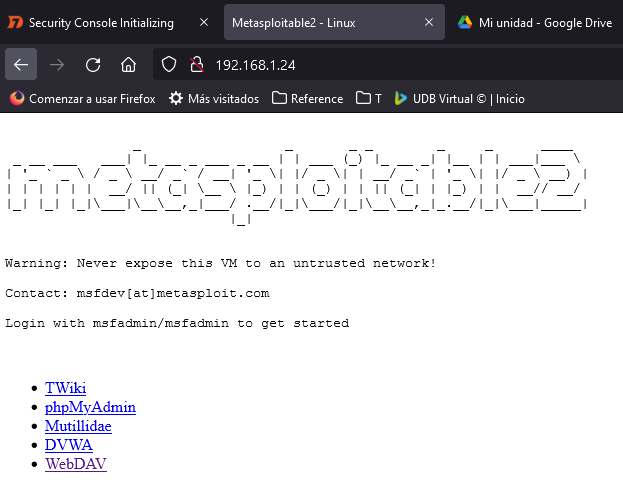 Security Console Initializing
Metasploitable2 - Linux
Mi unidad - Google Drive
192.168.1.24
Comenzar a usar Firefox
Más visitados
Reference
T
UDB Virtual © | Inicio
metasploitable2
Warning: Never expose this VM to an untrusted network!
Contact: msfdev[at]metasploit.com
Login with msfadmin/msfadmin to get started
TWiki
phpMyAdmin
Mutillidae
DVWA
WebDAV